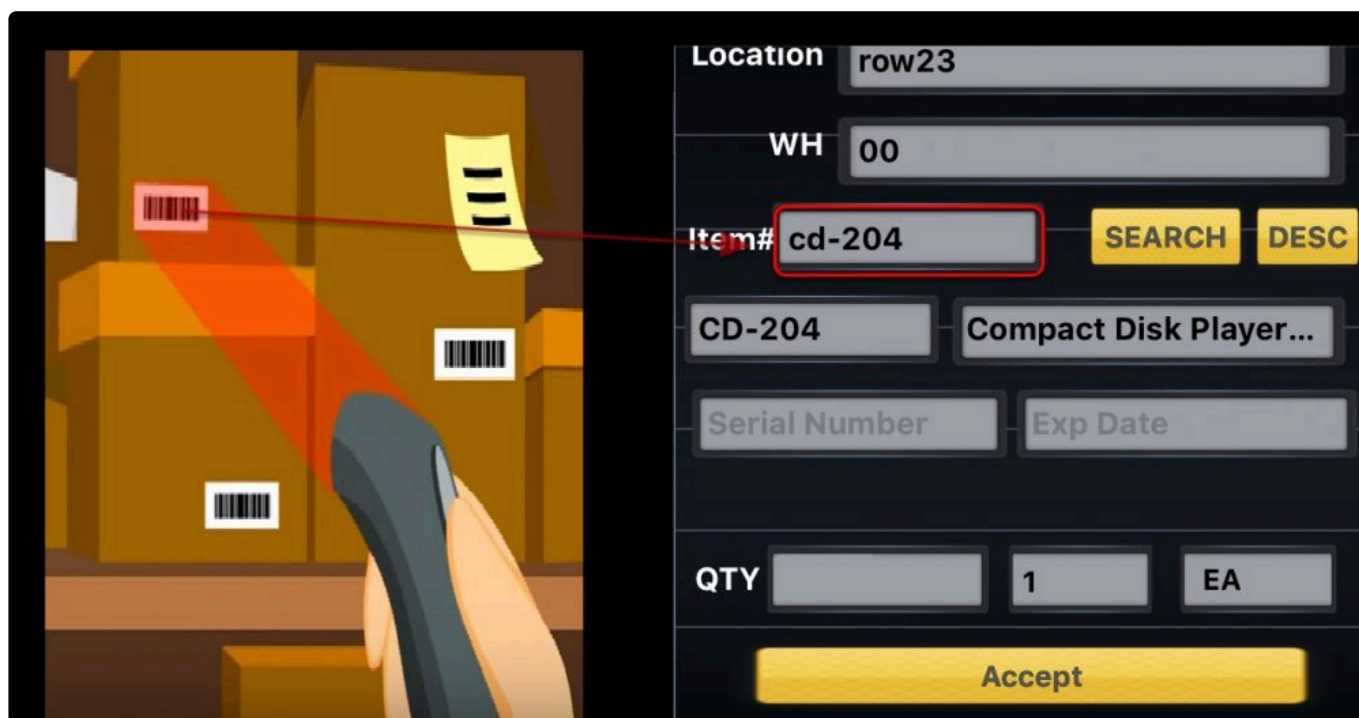 Location row23
WH 00
Item# cd-204 SEARCH DESC
CD-204 Compact Disk Player...
Serial Number Exp Date
QTY 1 EA
Accept